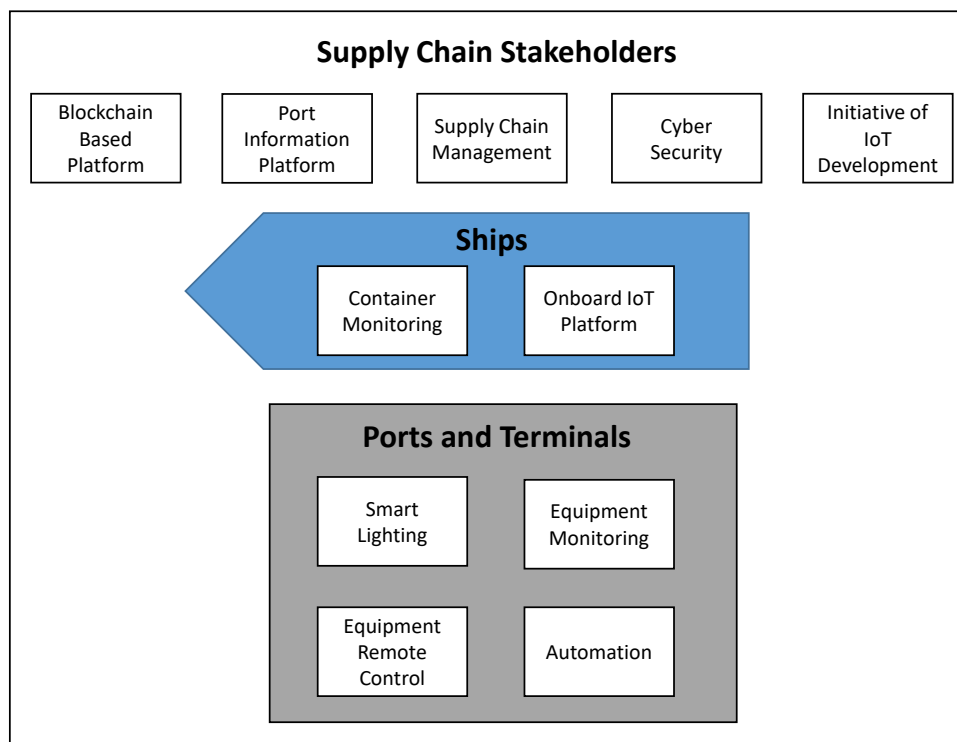 Supply Chain Stakeholders
Blockchain
Based
Platform
Port
Information
Platform
Supply Chain
Management
Cyber
Security
Initiative of
IoT
Development
Ships
Container
Monitoring
Onboard IoT
Platform
Ports and Terminals
Smart
Lighting
Equipment
Monitoring
Equipment
Remote
Control
Automation